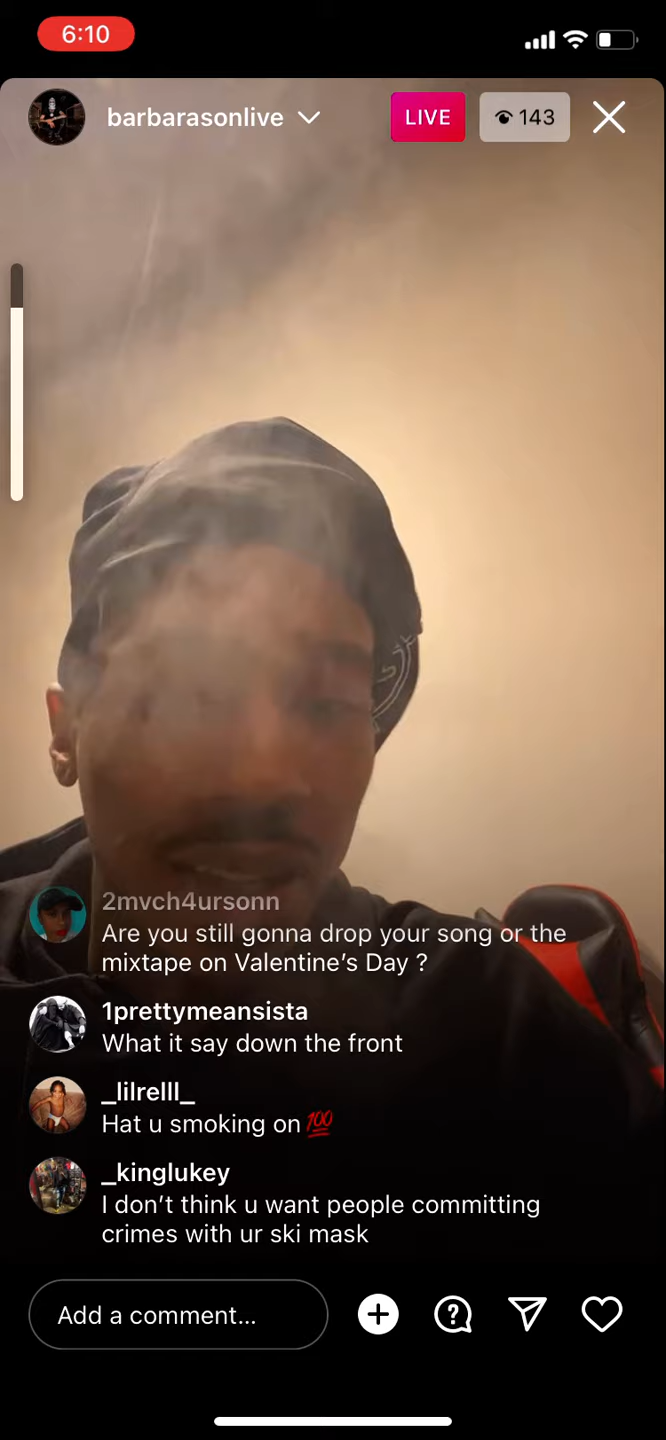 6:10
barbarasonlive
LIVE
143
2mvch4ursonn
Are you still gonna drop your song or the
mixtape on Valentine's Day ?
1prettymeansista
What it say down the front
_lilrelll_
Hat u smoking on 💯
_kinglukey
I don't think u want people committing
crimes with ur ski mask
Add a comment...